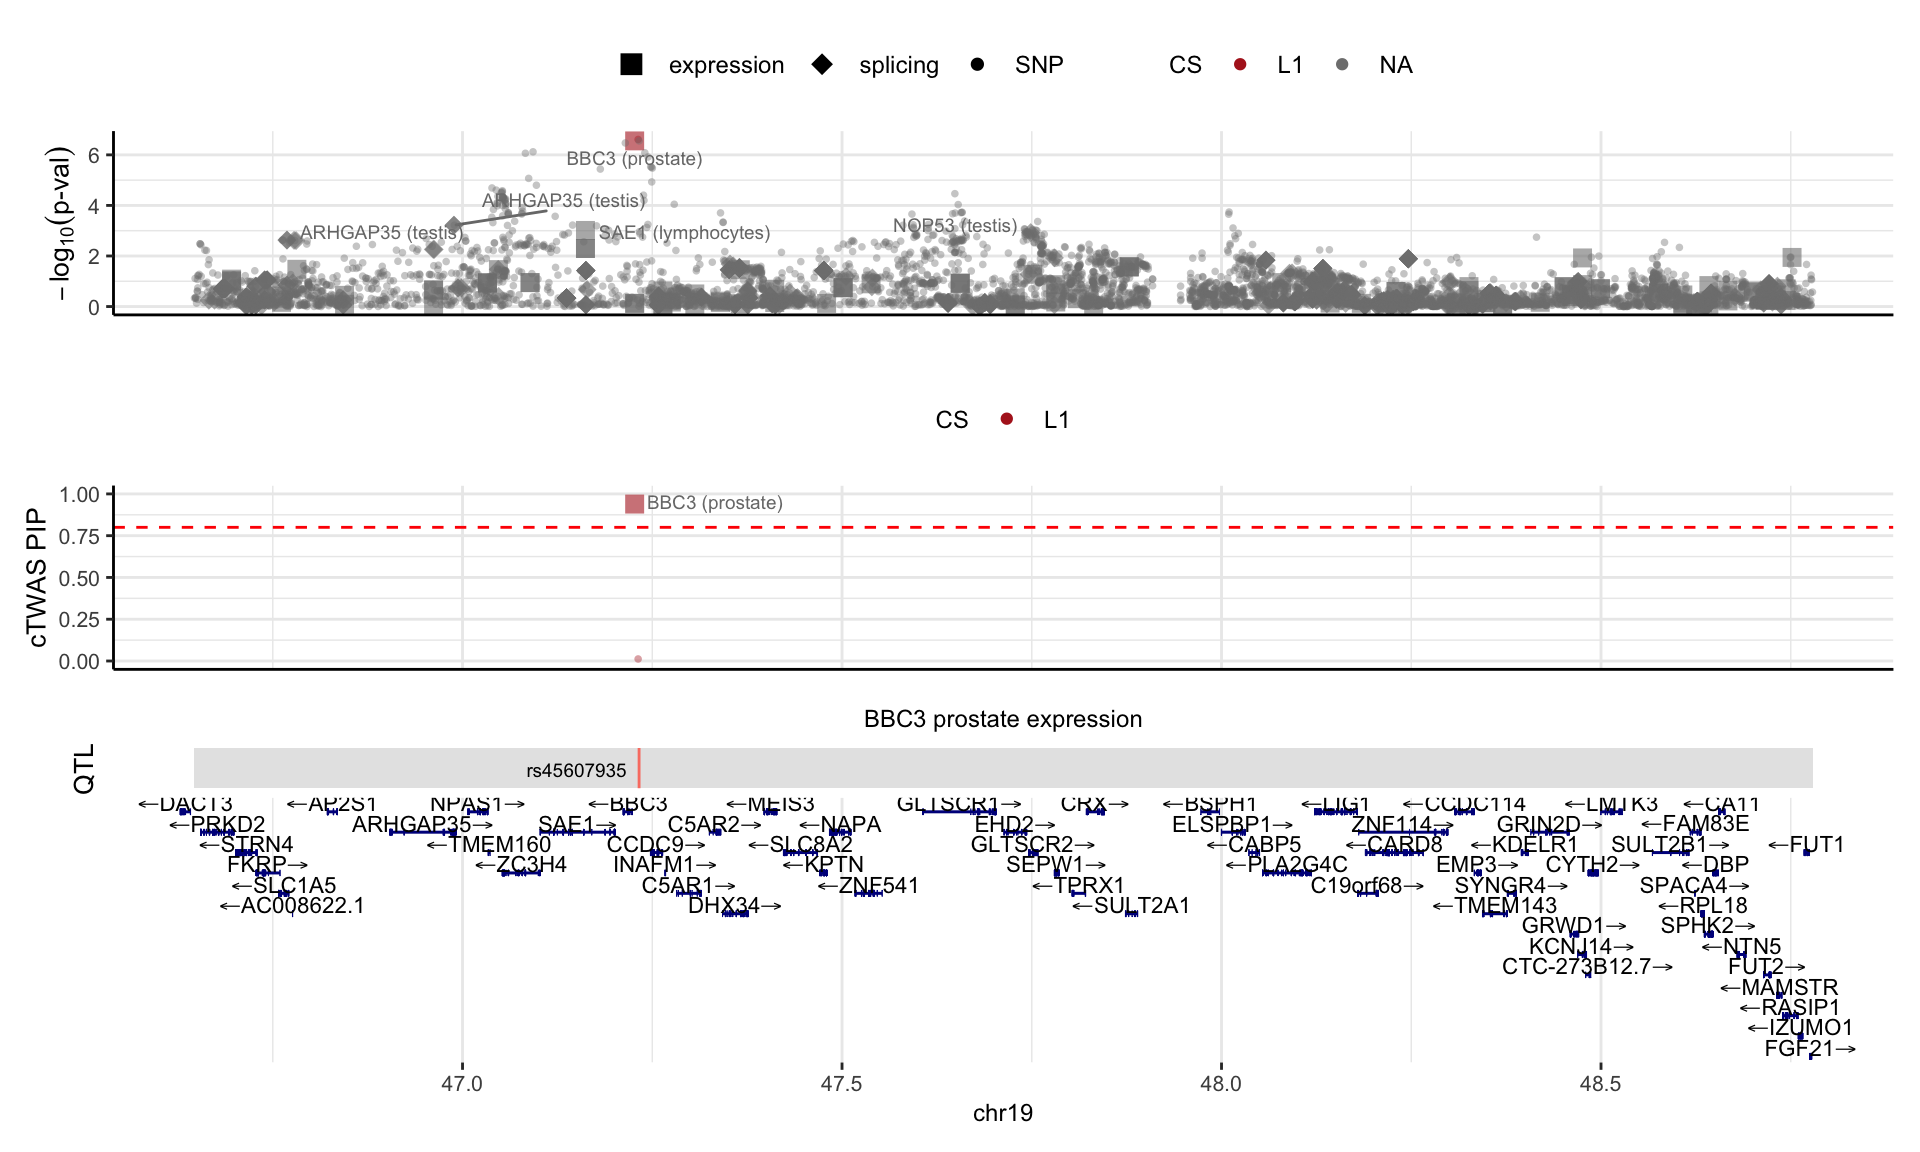 expression splicing SNP CS L1 NA
−log10(p-val)
6
4
2
0
BBC3 (prostate)
ARHGAP35 (testis)
ARHGAP35 (testis)
SAE1 (lymphocytes)
NOP53 (testis)
CS L1
cTWAS PIP
1.00
0.75
0.50
0.25
0.00
BBC3 (prostate)
BBC3 prostate expression
QTL
rs45607935
←DACT3 ←AP2S1 NPAS1→ ←BBC3 ←MEIS3 GLTSCR1→ CRX→ ←BSPH1 ←LIG1 ←CCDC114 ←LMTK3 ←CA11
←PRKD2 ARHGAP35→ SAE1→ C5AR2→ ←NAPA EHD2→ ELSPBP1→ ZNF114→ GRIN2D→ ←FAM83E
←STRN4 ←TMEM160 CCDC9→ ←SLC8A2 GLTSCR2→ ←CABP5 ←CARD8 ←KDELR1 SULT2B1→ ←FUT1
FKRP→ ←ZC3H4 INAFM1→ ←KPTN SEPW1→ ←PLA2G4C EMP3→ CYTH2→ ←DBP
←SLC1A5 C5AR1→ ←ZNF541 ←TPRX1 C19orf68→ SYNGR4→ SPACA4→
←AC008622.1 DHX34→ ←SULT2A1 ←TMEM143 ←RPL18
GRWD1→ SPHK2→
KCNJ14→ ←NTN5
CTC-273B12.7→ FUT2→
←MAMSTR
←RASIP1
←IZUMO1
FGF21→
47.0 47.5 48.0 48.5
chr19